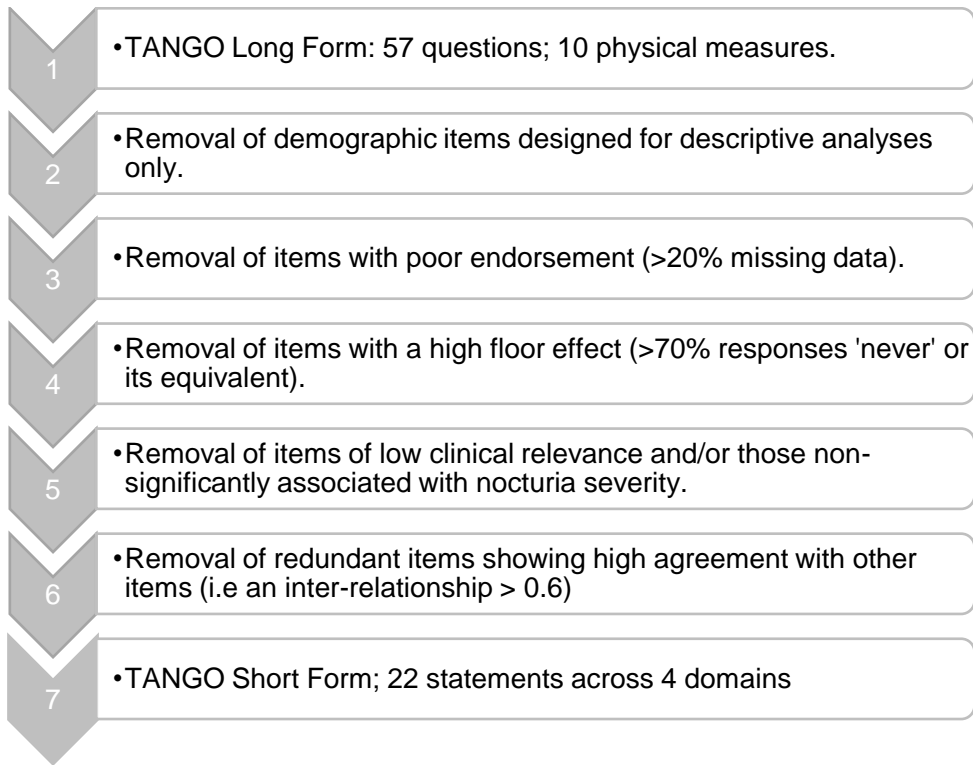 1
•TANGO Long Form: 57 questions; 10 physical measures.
2
•Removal of demographic items designed for descriptive analyses
only.
3
•Removal of items with poor endorsement (>20% missing data).
4
•Removal of items with a high floor effect (>70% responses 'never' or
its equivalent).
5
•Removal of items of low clinical relevance and/or those non-
significantly associated with nocturia severity.
6
•Removal of redundant items showing high agreement with other
items (i.e an inter-relationship > 0.6)
7
•TANGO Short Form; 22 statements across 4 domains